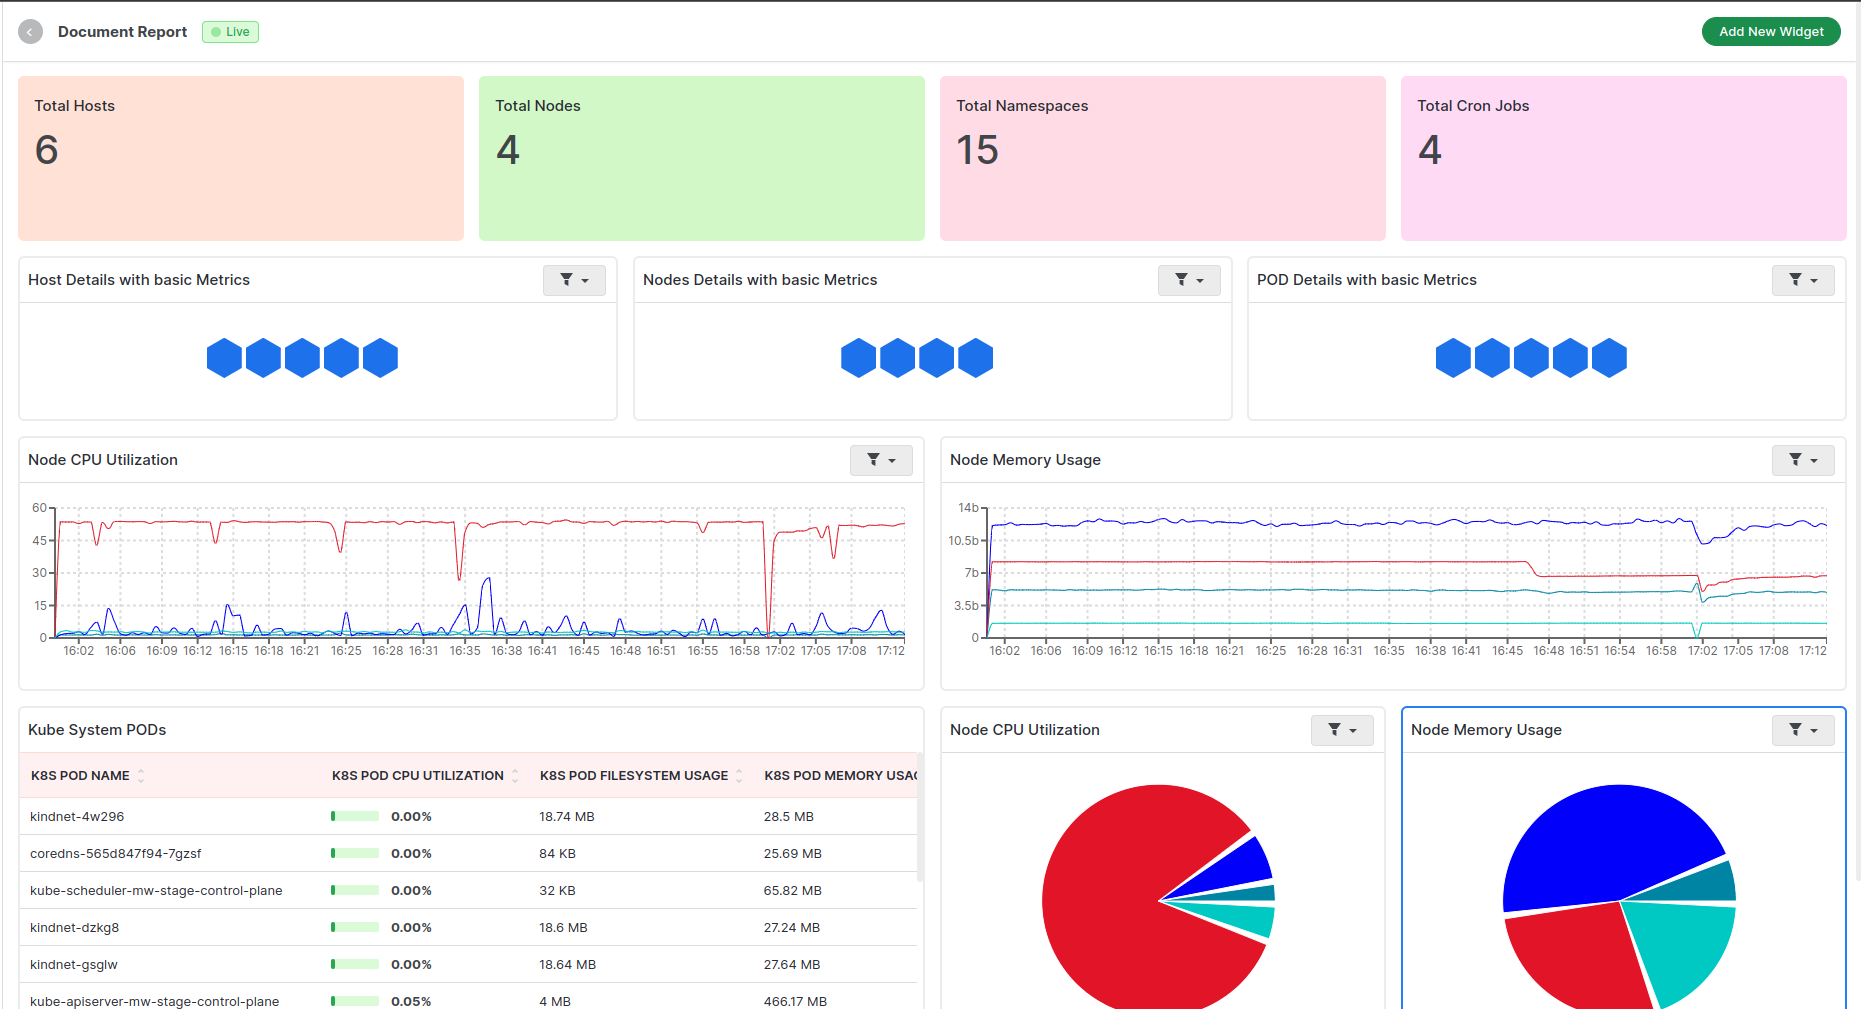 Document Report
Live
Add New Widget
Total Hosts
6
Total Nodes
4
Total Namespaces
15
Total Cron Jobs
4
Host Details with basic Metrics
Nodes Details with basic Metrics
POD Details with basic Metrics
Node CPU Utilization
60
45
30
15
0
16:02 16:06 16:09 16:12 16:15 16:18 16:21 16:25 16:28 16:31 16:35 16:38 16:41 16:45 16:48 16:51 16:55 16:58 17:02 17:05 17:08 17:12
Node Memory Usage
14b
10.5b
7b
3.5b
0
16:02 16:06 16:09 16:12 16:15 16:18 16:21 16:25 16:28 16:31 16:35 16:38 16:41 16:45 16:48 16:51 16:54 16:58 17:02 17:05 17:08 17:12
Kube System PODs
K8S POD NAME K8S POD CPU UTILIZATION K8S POD FILESYSTEM USAGE K8S POD MEMORY USAG
kindnet-4w296 0.00% 18.74 MB 28.5 MB
coredns-565d847f94-7gzsf 0.00% 84 KB 25.69 MB
kube-scheduler-mw-stage-control-plane 0.00% 32 KB 65.82 MB
kindnet-dzkg8 0.00% 18.6 MB 27.24 MB
kindnet-gsglw 0.00% 18.64 MB 27.64 MB
kube-apiserver-mw-stage-control-plane 0.05% 4 MB 466.17 MB
Node CPU Utilization
Node Memory Usage